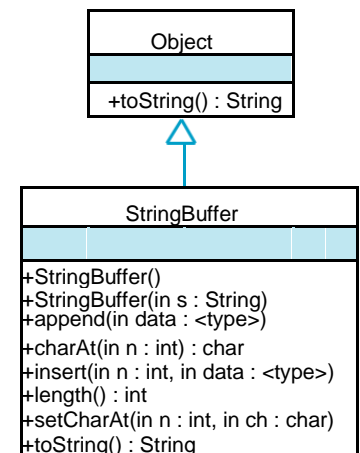 Object
+toString() : String
StringBuffer
+StringBuffer()
+StringBuffer(in s : String)
+append(in data : <type>)
+charAt(in n : int) : char
+insert(in n : int, in data : <type>)
+length() : int
+setCharAt(in n : int, in ch : char)
+toString() : String